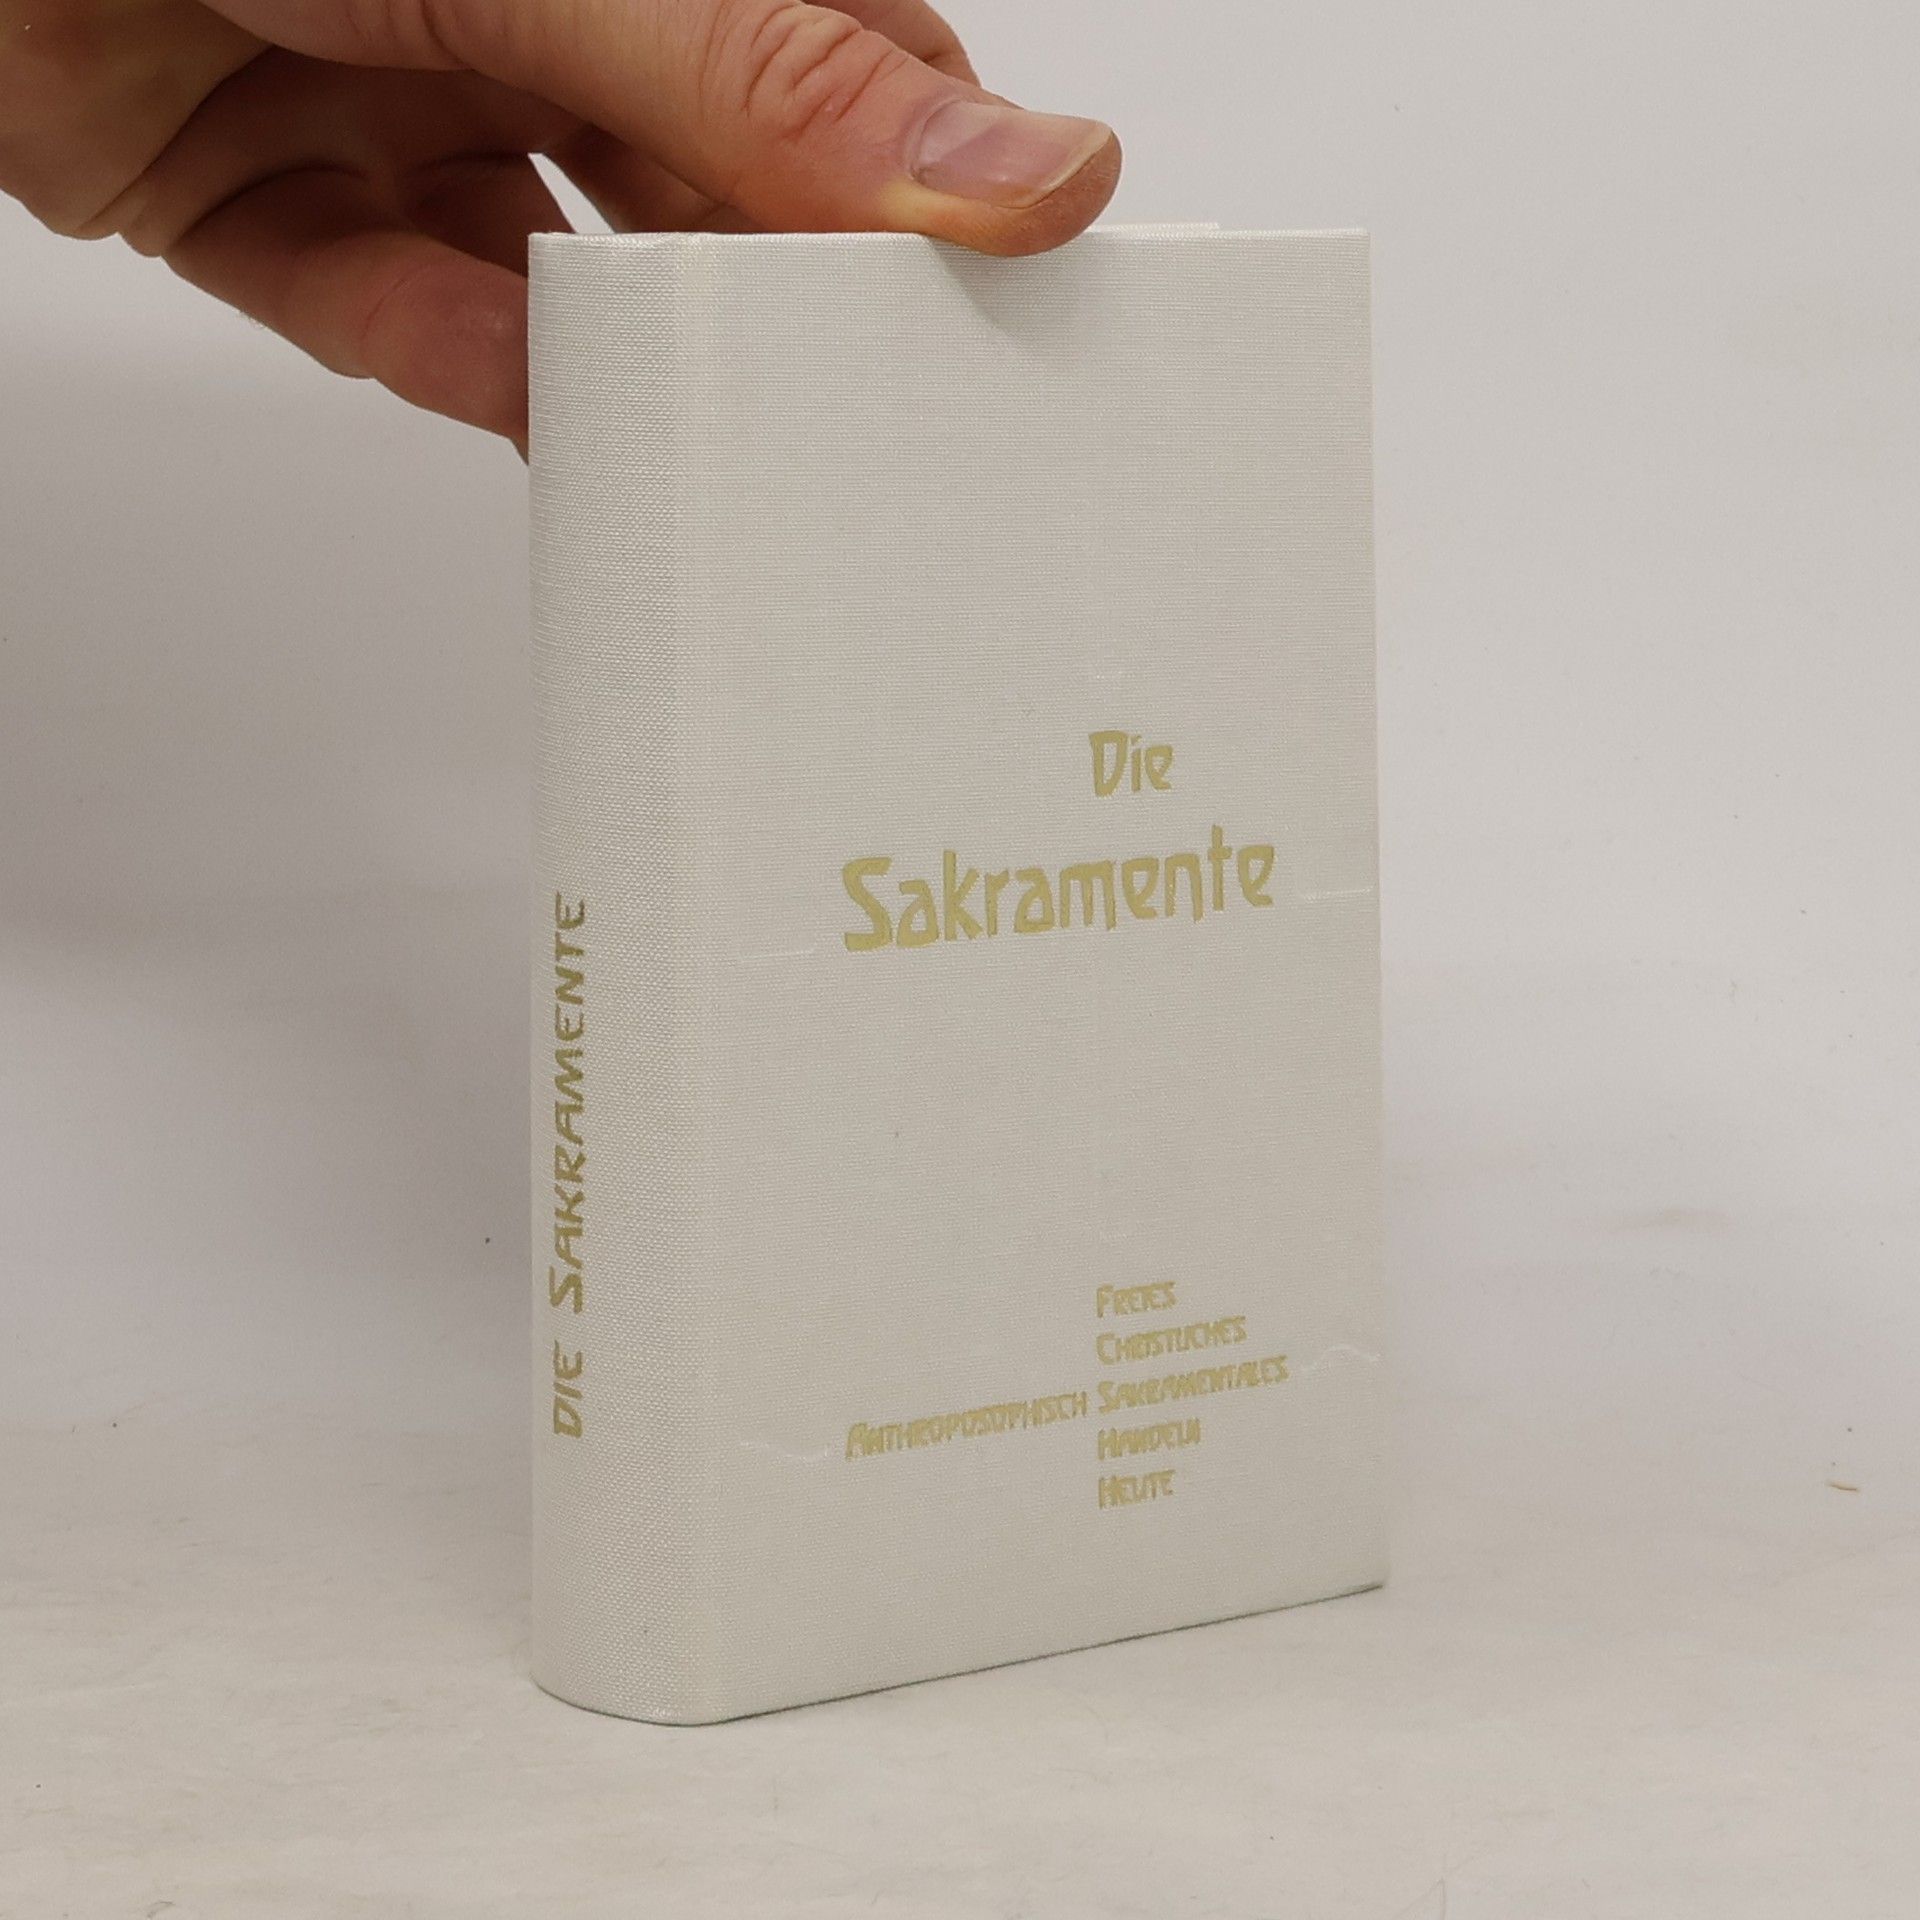 Die
Sakramente
FREIES
CHRISTLICHES
ANTHROPOSOPHISCH SAKRAMENTALES
HANDELN
HEUTE
DIE SAKRAMENTE